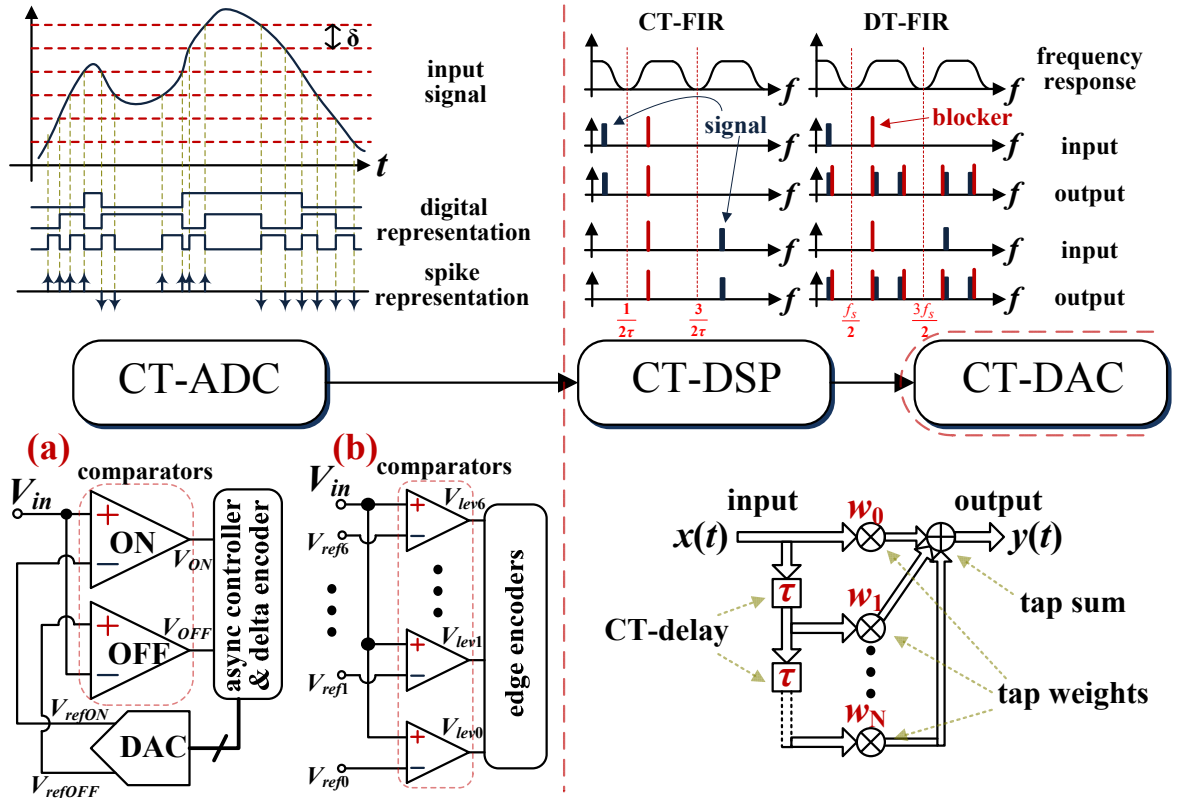 δ
input
signal
t
digital
representation
spike
representation
CT-FIR
DT-FIR
frequency
response
f
f
signal
blocker
f
f
input
f
f
output
f
f
input
f
f
output
1/2τ
3/2τ
fs/2
3fs/2
CT-ADC
CT-DSP
CT-DAC
(a)
comparators
Vin
+
ON
−
VON
+
OFF
−
VOFF
async controller
& delta encoder
VrefON
DAC
VrefOFF
(b)
comparators
Vin
+
−
Vlev6
Vref6
+
−
Vlev1
Vref1
+
−
Vlev0
Vref0
edge encoders
input
output
x(t)
w0
y(t)
τ
w1
tap sum
CT-delay
τ
tap weights
wN